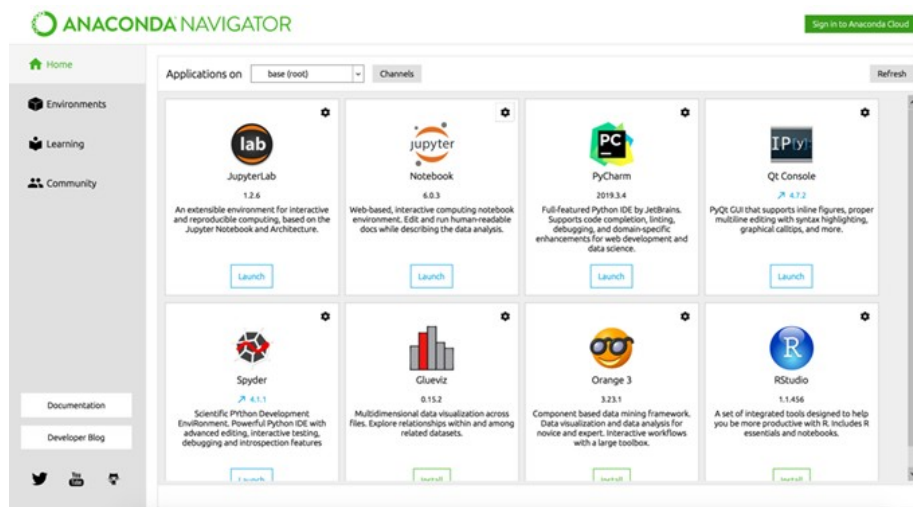 ANACONDA NAVIGATOR
Sign in to Anaconda Cloud
Home
Environments
Learning
Community
Documentation
Developer Blog
You
Tube
Applications on
base (root)
Channels
Refresh
lab
JupyterLab
1.2.6
An extensible environment for interactive
and reproducible computing, based on the
Jupyter Notebook and Architecture.
Launch
jupyter
Notebook
6.0.3
Web-based, interactive computing notebook
environment. Edit and run human-readable
docs while describing the data analysis.
Launch
PC
PyCharm
2019.3.4
Full-featured Python IDE by JetBrains.
Supports code completion, linting,
debugging, and domain-specific
enhancements for web development and
data science.
Launch
IP[y]:
Qt Console
4.7.2
PyQt GUI that supports inline figures, proper
multiline editing with syntax highlighting,
graphical calltips, and more.
Launch
Spyder
4.1.1
Scientific PYthon Development
EnviRonment. Powerful Python IDE with
advanced editing, interactive testing,
debugging and introspection features
Launch
Glueviz
0.15.2
Multidimensional data visualization across
files. Explore relationships within and among
related datasets.
Install
Orange 3
3.23.1
Component based data mining framework.
Data visualization and data analysis for
novice and expert. Interactive workflows
with a large toolbox.
Install
R
RStudio
1.1.456
A set of integrated tools designed to help
you be more productive with R. Includes R
essentials and notebooks.
Install